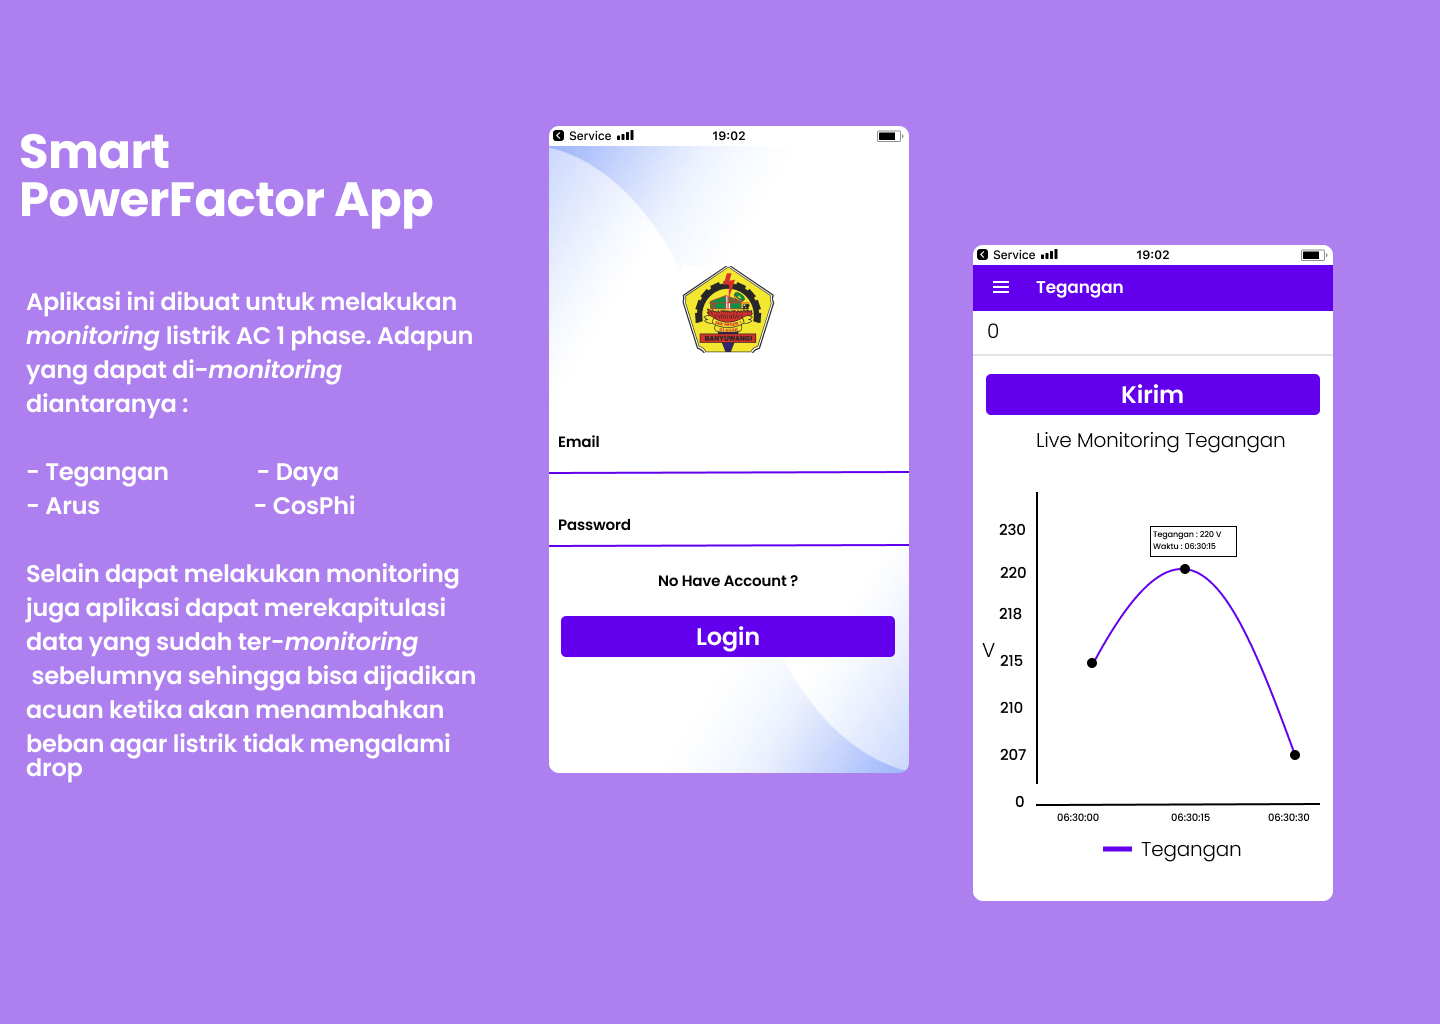 Smart
PowerFactor App
Aplikasi ini dibuat untuk melakukan
monitoring listrik AC 1 phase. Adapun
yang dapat di-monitoring
diantaranya :
- Tegangan - Daya
- Arus - CosPhi
Selain dapat melakukan monitoring
juga aplikasi dapat merekapitulasi
data yang sudah ter-monitoring
sebelumnya sehingga bisa dijadikan
acuan ketika akan menambahkan
beban agar listrik tidak mengalami
drop
Service 19:02
BANYUWANGI
Email
Password
No Have Account ?
Login
Service 19:02
Tegangan
0
Kirim
Live Monitoring Tegangan
230
Tegangan : 220 V
Waktu : 06:30:15
220
218
V
215
210
207
0
06:30:00 06:30:15 06:30:30
Tegangan